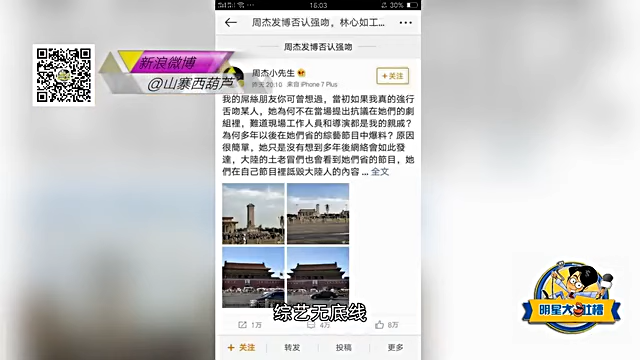 16:03
30%
周杰发博否认强吻，林心如工...
周杰发博否认强吻
新浪微博
@山寨西葫芦
周杰小先生
昨天 20:10 来自 iPhone 7 Plus
+关注
我的屌絲朋友你可曾想過，當初如果我真的強行
舌吻某人，她為何不在當場提出抗議在她們的劇
組裡，難道現場工作人員和導演都是我的親戚？
為何多年以後在她們省的綜藝節目中爆料？原因
很簡單，她只是沒有想到多年後網絡會如此發
達，大陸的土老冒們也會看到她們省的節目，她
們在自己節目裡詆毀大陸人的內容 ... 全文
综艺无底线
明星大吐槽
1万
4万
8万
+ 关注
转发
投稿
更多